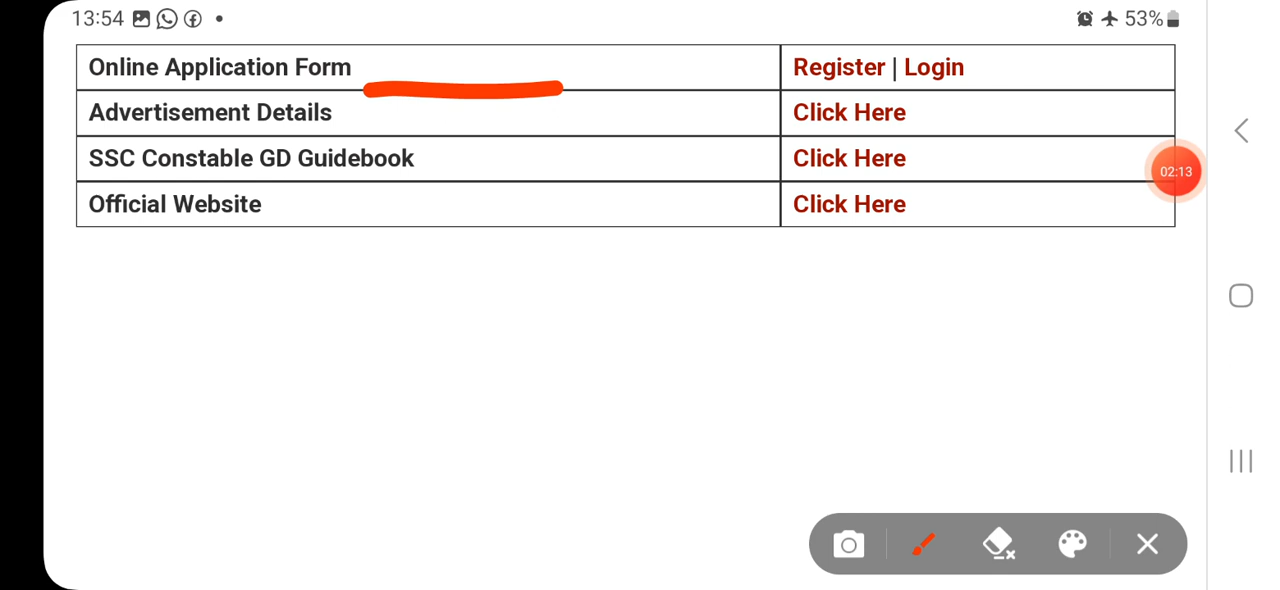 13:54 53%
Online Application Form Register | Login
Advertisement Details Click Here
SSC Constable GD Guidebook Click Here
02:13
Official Website Click Here